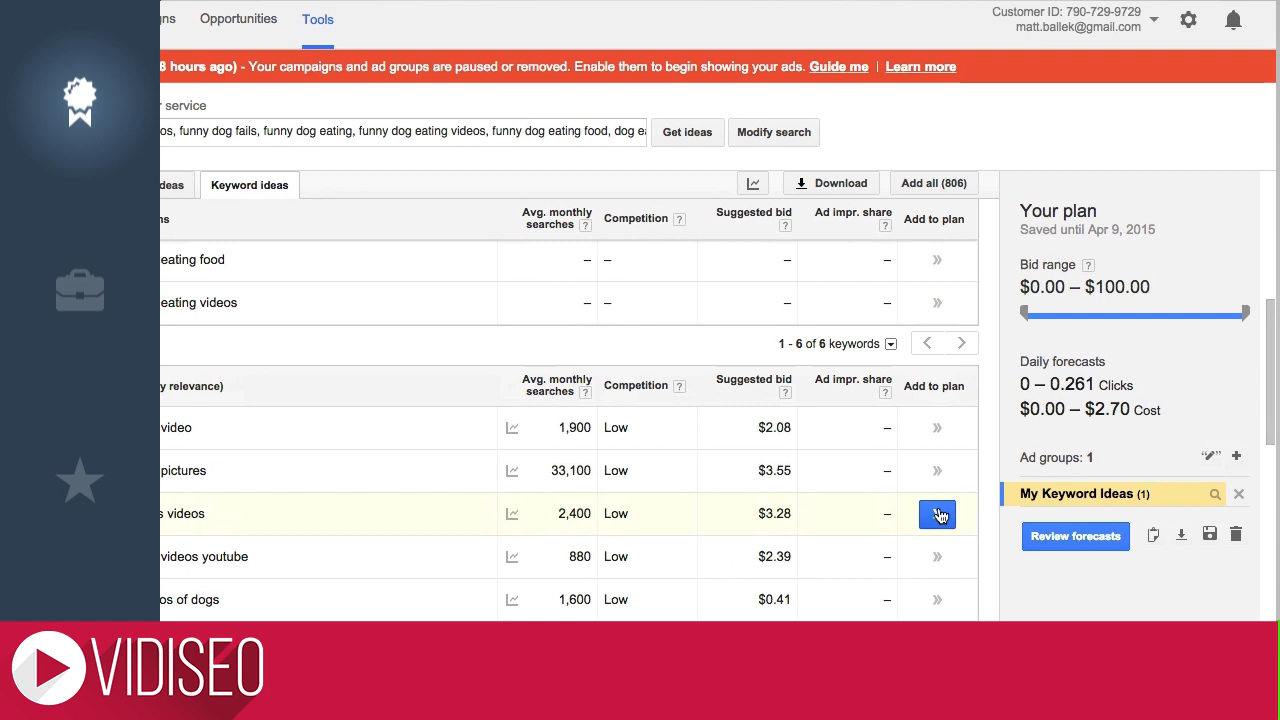 gns Opportunities Tools
Customer ID: 790-729-9729
matt.ballek@gmail.com
8 hours ago) - Your campaigns and ad groups are paused or removed. Enable them to begin showing your ads. Guide me | Learn more
r service
os, funny dog fails, funny dog eating, funny dog eating videos, funny dog eating food, dog ea
Get ideas
Modify search
deas
Keyword ideas
Download
Add all (806)
ns
Avg. monthly searches ?
Competition ?
Suggested bid ?
Ad impr. share ?
Add to plan
eating food – – – – »
eating videos – – – – »
1 - 6 of 6 keywords
y relevance)
Avg. monthly searches ?
Competition ?
Suggested bid ?
Ad impr. share ?
Add to plan
video 1,900 Low $2.08 – »
pictures 33,100 Low $3.55 – »
s videos 2,400 Low $3.28 –
videos youtube 880 Low $2.39 – »
os of dogs 1,600 Low $0.41 – »
Your plan
Saved until Apr 9, 2015
Bid range ?
$0.00 – $100.00
Daily forecasts
0 – 0.261 Clicks
$0.00 – $2.70 Cost
Ad groups: 1
My Keyword Ideas (1)
Review forecasts
VIDISEO